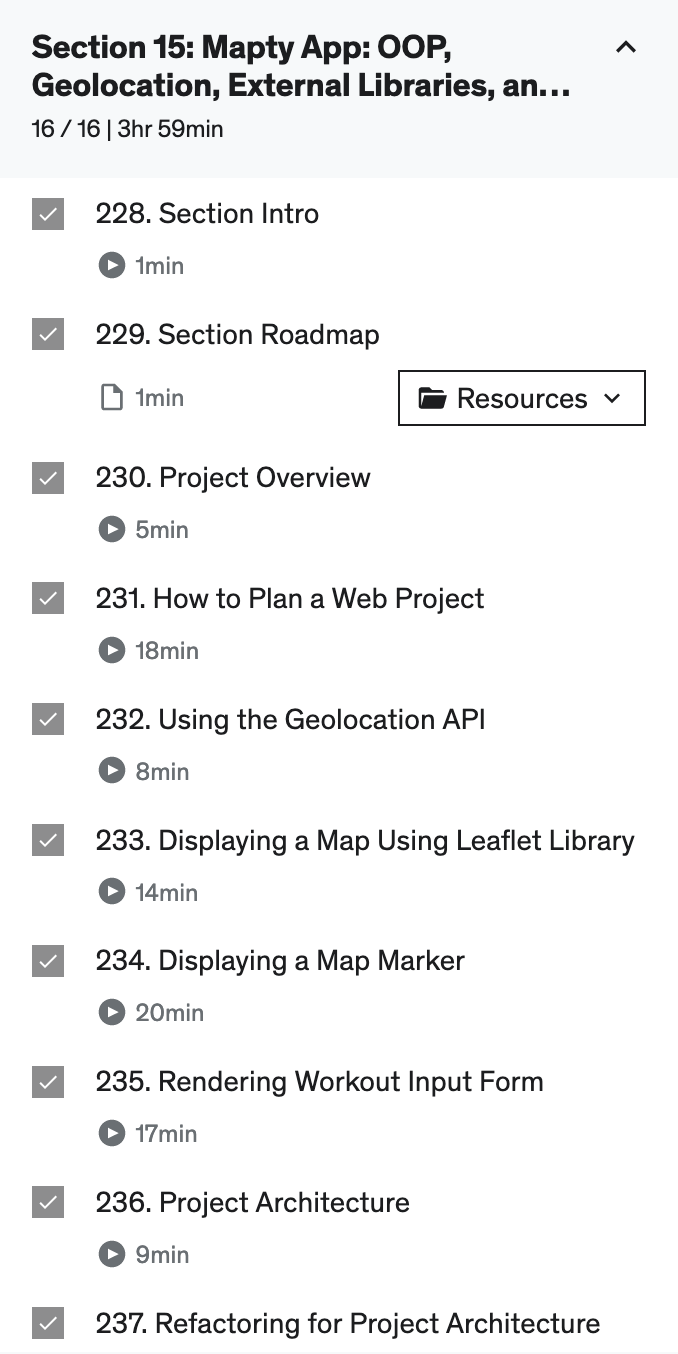 Section 15: Mapty App: OOP,
Geolocation, External Libraries, an...
16 / 16 | 3hr 59min
228. Section Intro
1min
229. Section Roadmap
1min
Resources
230. Project Overview
5min
231. How to Plan a Web Project
18min
232. Using the Geolocation API
8min
233. Displaying a Map Using Leaflet Library
14min
234. Displaying a Map Marker
20min
235. Rendering Workout Input Form
17min
236. Project Architecture
9min
237. Refactoring for Project Architecture